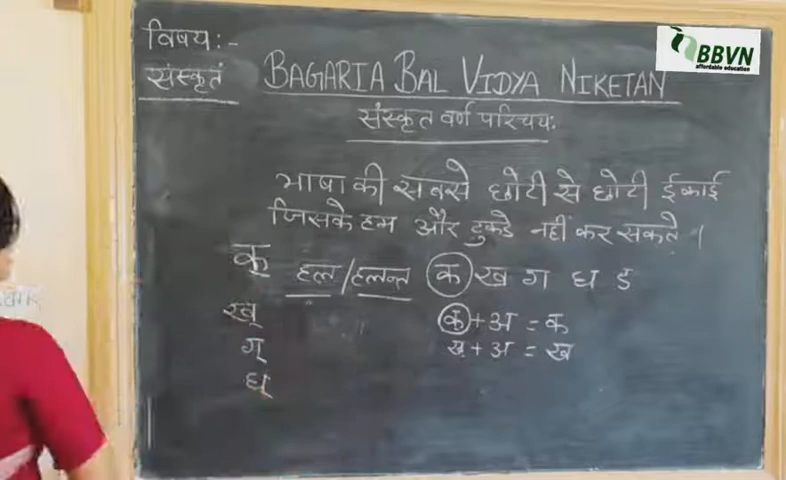 विषय:-
संस्कृतं
BAGARIA BAL VIDYA NIKETAN
BBVN
affordable education
संस्कृत वर्ण परिचय:
भाषा की सबसे छोटी से छोटी ईकाई
जिसके हम और टुकडे नहीं कर सकते ।
क्
हल / हलन्त क ख ग घ ड
ख् क + अ = क
ग् ख् + अ = ख
घ्